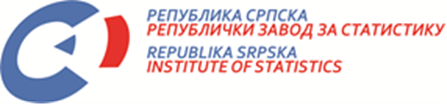 РЕПУБЛИКА СРПСКА
РЕПУБЛИЧКИ ЗАВОД ЗА СТАТИСТИКУ
REPUBLIKA SRPSKA
INSTITUTE OF STATISTICS